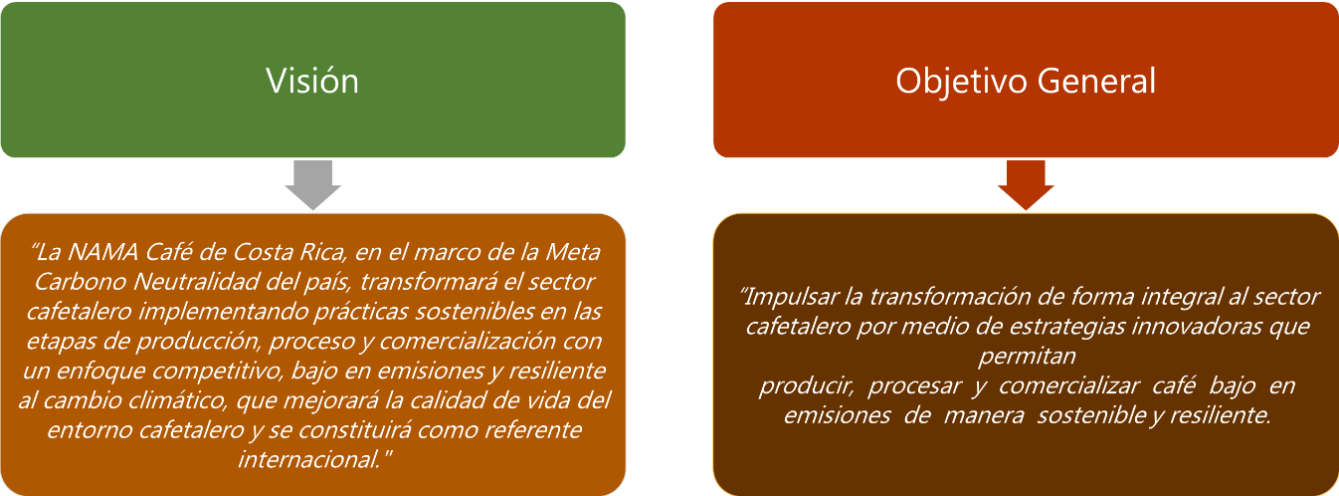 Visión
"La NAMA Café de Costa Rica, en el marco de la Meta
Carbono Neutralidad del país, transformará el sector
cafetalero implementando prácticas sostenibles en las
etapas de producción, proceso y comercialización con
un enfoque competitivo, bajo en emisiones y resiliente
al cambio climático, que mejorará la calidad de vida del
entorno cafetalero y se constituirá como referente
internacional."
Objetivo General
"Impulsar la transformación de forma integral al sector
cafetalero por medio de estrategias innovadoras que
permitan
producir, procesar y comercializar café bajo en
emisiones de manera sostenible y resiliente.